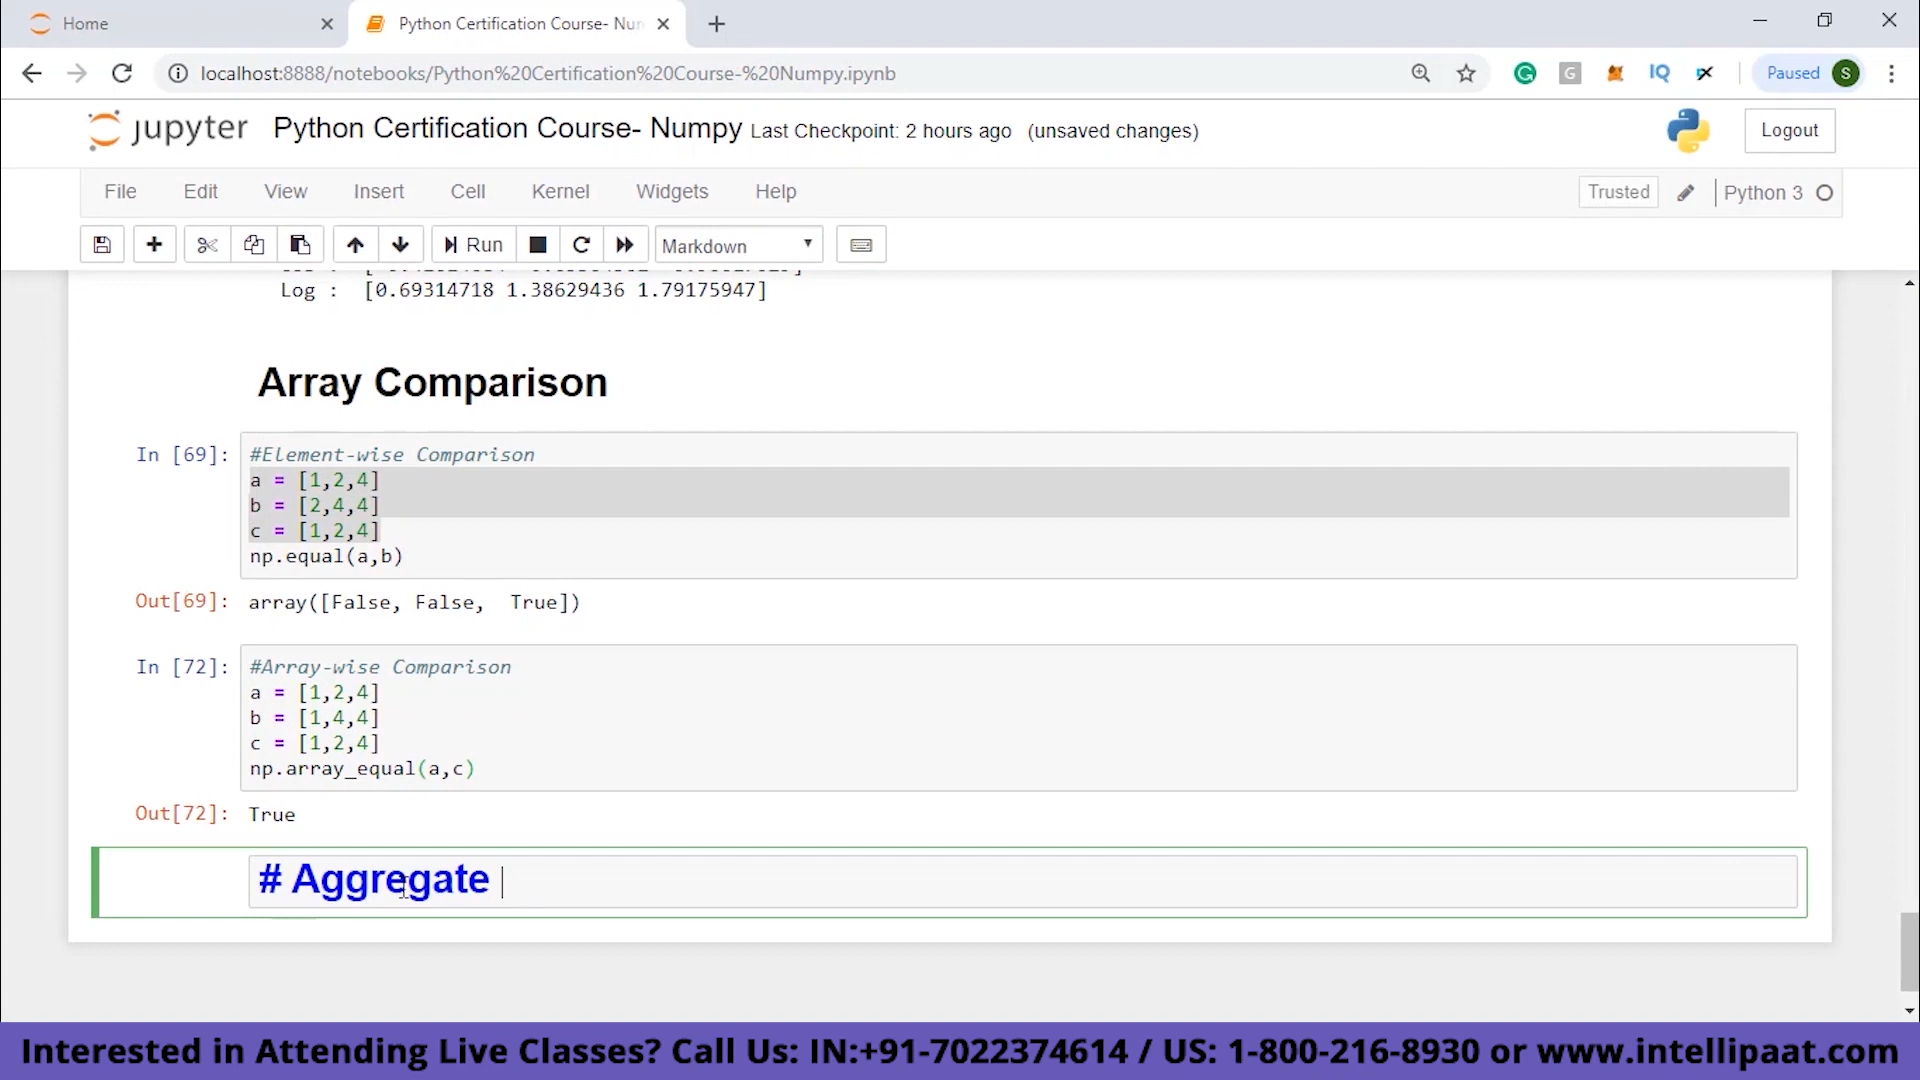 Home
Python Certification Course- Num
localhost:8888/notebooks/Python%20Certification%20Course-%20Numpy.ipynb
G
IQ
Paused
S
jupyter
Python Certification Course- Numpy Last Checkpoint: 2 hours ago (unsaved changes)
Logout
File Edit View Insert Cell Kernel Widgets Help
Trusted
Python 3
Run
Markdown
Log : [0.69314718 1.38629436 1.79175947]
Array Comparison
In [69]: #Element-wise Comparison
a = [1,2,4]
b = [2,4,4]
c = [1,2,4]
np.equal(a,b)
Out[69]: array([False, False,  True])
In [72]: #Array-wise Comparison
a = [1,2,4]
b = [1,4,4]
c = [1,2,4]
np.array_equal(a,c)
Out[72]: True
# Aggregate
Interested in Attending Live Classes? Call Us: IN:+91-7022374614 / US: 1-800-216-8930 or www.intellipaat.com